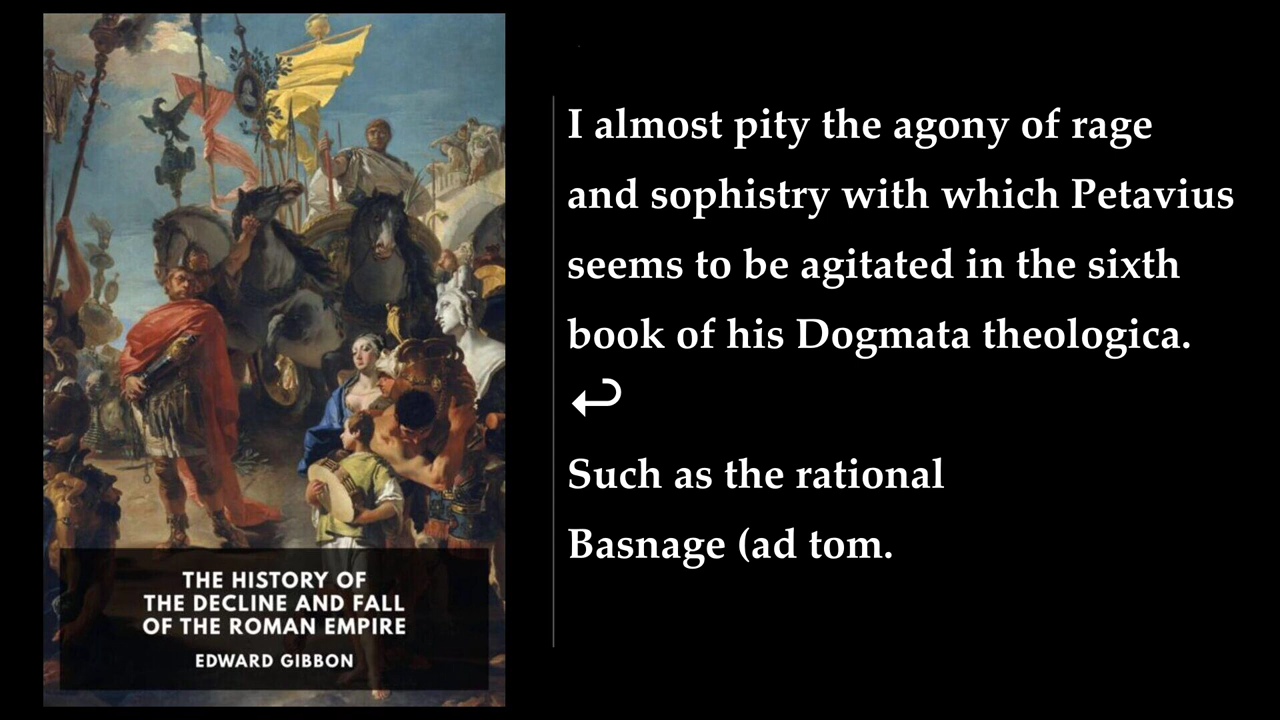 THE HISTORY OF
THE DECLINE AND FALL
OF THE ROMAN EMPIRE
EDWARD GIBBON
I almost pity the agony of rage
and sophistry with which Petavius
seems to be agitated in the sixth
book of his Dogmata theologica.
↩
Such as the rational
Basnage (ad tom.